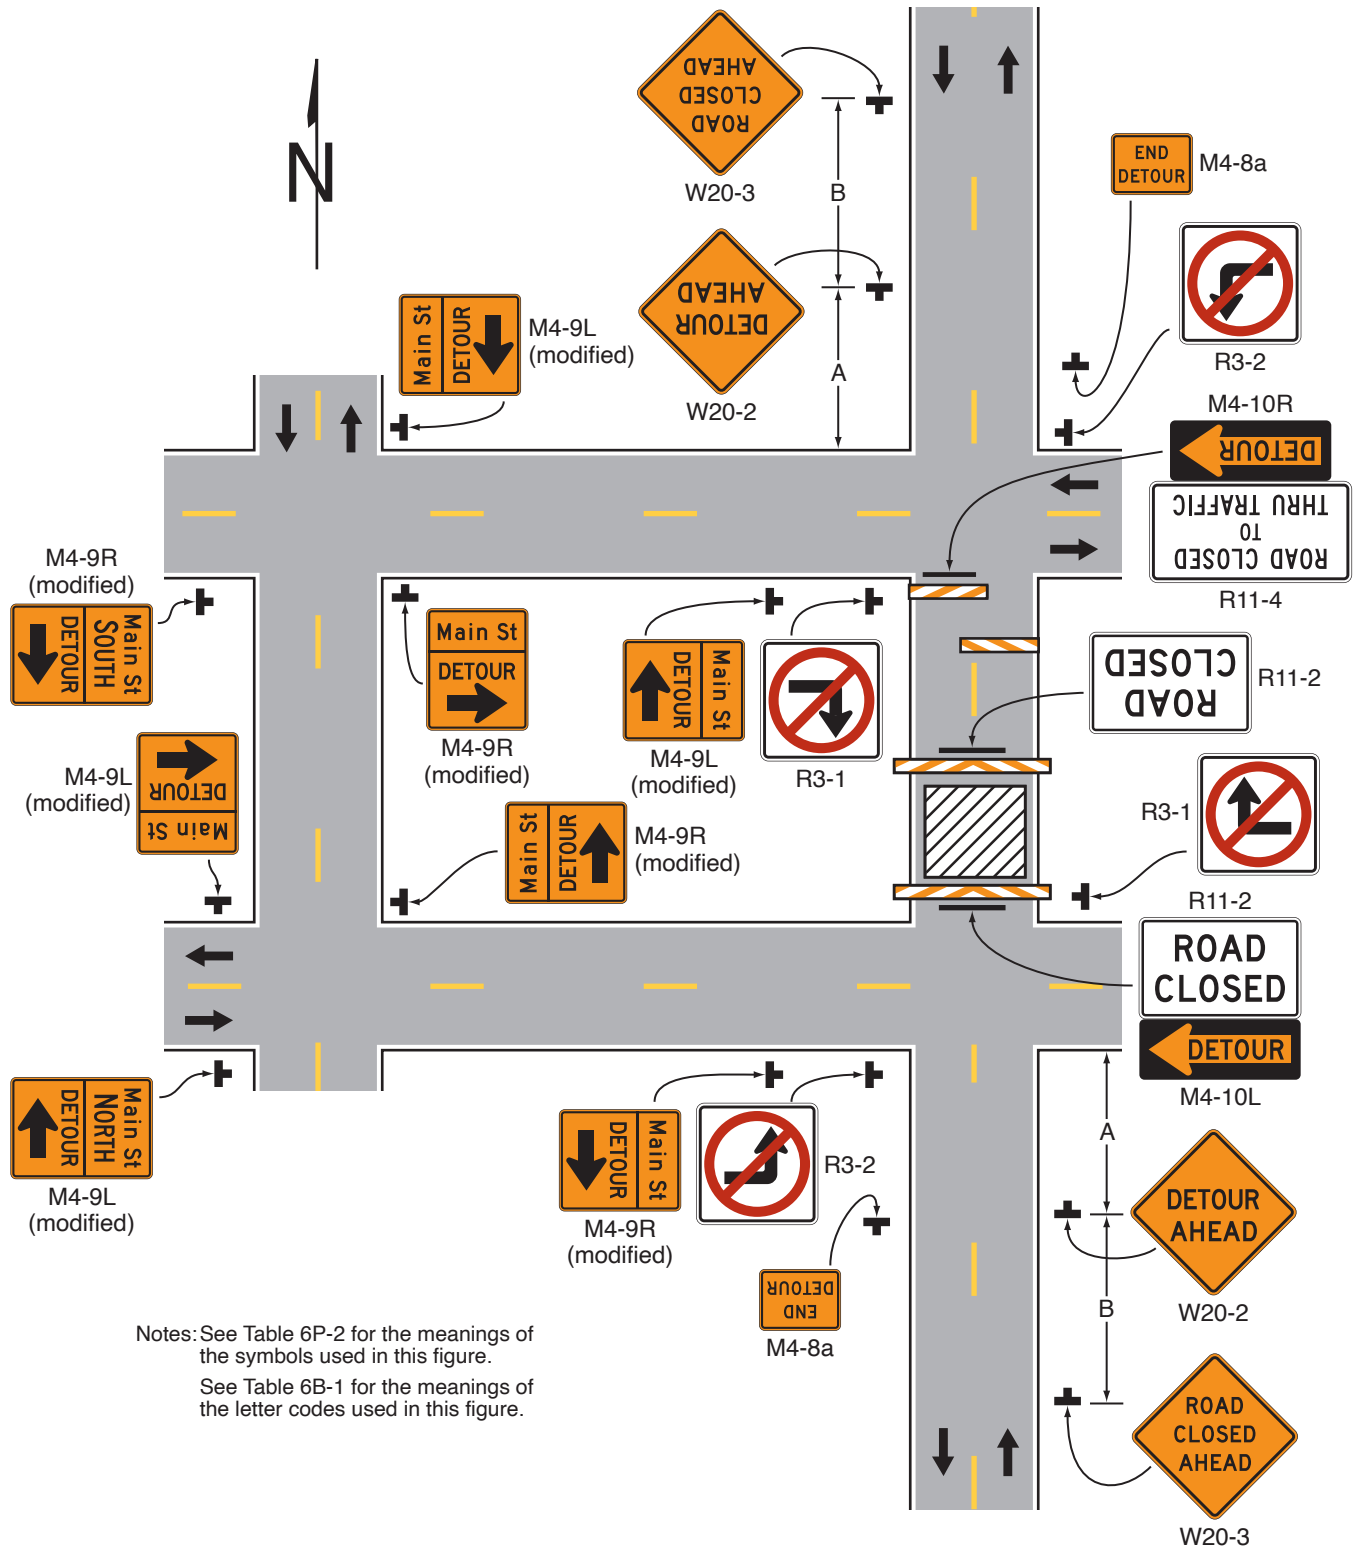 ROAD
CLOSED
AHEAD
W20-3
N
B
END
DETOUR
M4-8a
DETOUR
AHEAD
W20-2
A
R3-2
Main St
DETOUR
M4-9L
(modified)
M4-10R
DETOUR
ROAD CLOSED
TO
THRU TRAFFIC
R11-4
M4-9R
(modified)
Main St
SOUTH
DETOUR
Main St
DETOUR
M4-9R
(modified)
Main St
DETOUR
M4-9L
(modified)
R3-1
ROAD
CLOSED
R11-2
M4-9L
(modified)
Main St
DETOUR
Main St
DETOUR
M4-9R
(modified)
R3-1
R11-2
ROAD
CLOSED
DETOUR
M4-10L
Main St
NORTH
DETOUR
M4-9L
(modified)
Main St
DETOUR
M4-9R
(modified)
R3-2
END
DETOUR
M4-8a
A
DETOUR
AHEAD
W20-2
B
ROAD
CLOSED
AHEAD
W20-3
Notes: See Table 6P-2 for the meanings of
the symbols used in this figure.
See Table 6B-1 for the meanings of
the letter codes used in this figure.